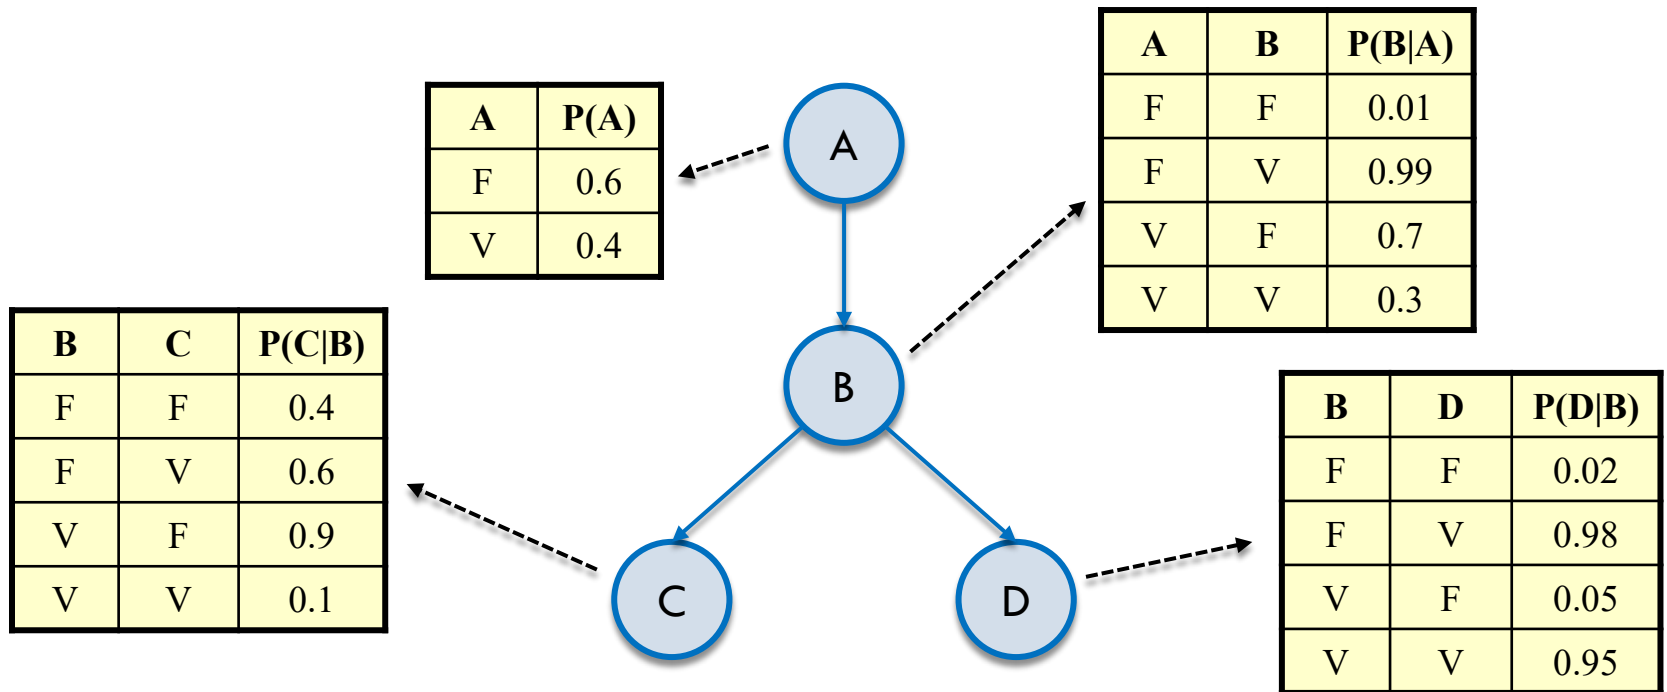 A B P(B|A)
F F 0.01
F V 0.99
V F 0.7
V V 0.3
A P(A)
F 0.6
V 0.4
A
B
B C P(C|B)
F F 0.4
F V 0.6
V F 0.9
V V 0.1
B D P(D|B)
F F 0.02
F V 0.98
V F 0.05
V V 0.95
C
D